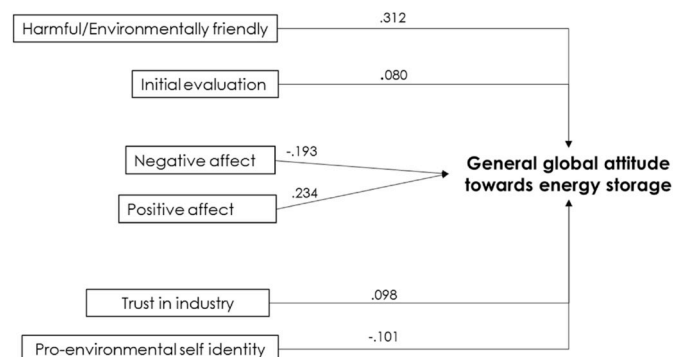 Harmful/Environmentally friendly
.312
Initial evaluation
.080
Negative affect
-.193
General global attitude
towards energy storage
Positive affect
.234
Trust in industry
.098
Pro-environmental self identity
-.101